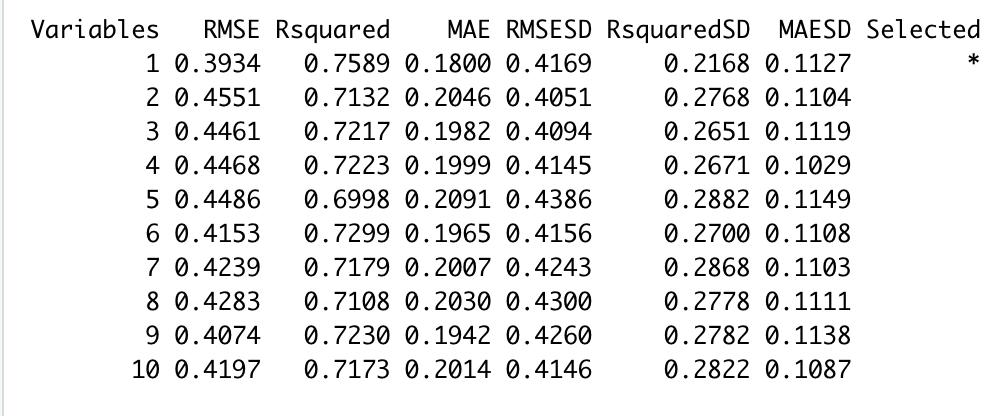 Variables RMSE Rsquared MAE RMSESD RsquaredSD MAESD Selected
1 0.3934 0.7589 0.1800 0.4169 0.2168 0.1127 *
2 0.4551 0.7132 0.2046 0.4051 0.2768 0.1104
3 0.4461 0.7217 0.1982 0.4094 0.2651 0.1119
4 0.4468 0.7223 0.1999 0.4145 0.2671 0.1029
5 0.4486 0.6998 0.2091 0.4386 0.2882 0.1149
6 0.4153 0.7299 0.1965 0.4156 0.2700 0.1108
7 0.4239 0.7179 0.2007 0.4243 0.2868 0.1103
8 0.4283 0.7108 0.2030 0.4300 0.2778 0.1111
9 0.4074 0.7230 0.1942 0.4260 0.2782 0.1138
10 0.4197 0.7173 0.2014 0.4146 0.2822 0.1087